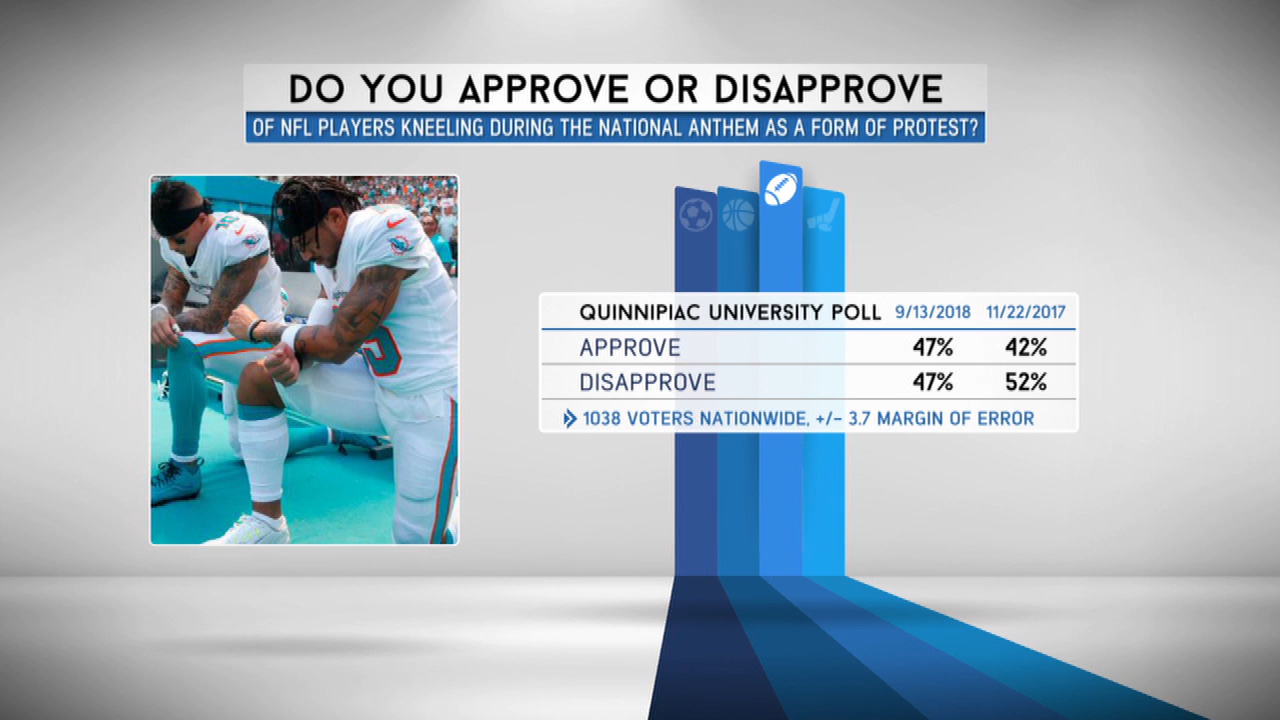 DO YOU APPROVE OR DISAPPROVE
OF NFL PLAYERS KNEELING DURING THE NATIONAL ANTHEM AS A FORM OF PROTEST?
QUINNIPIAC UNIVERSITY POLL 9/13/2018 11/22/2017
APPROVE 47% 42%
DISAPPROVE 47% 52%
1038 VOTERS NATIONWIDE, +/- 3.7 MARGIN OF ERROR